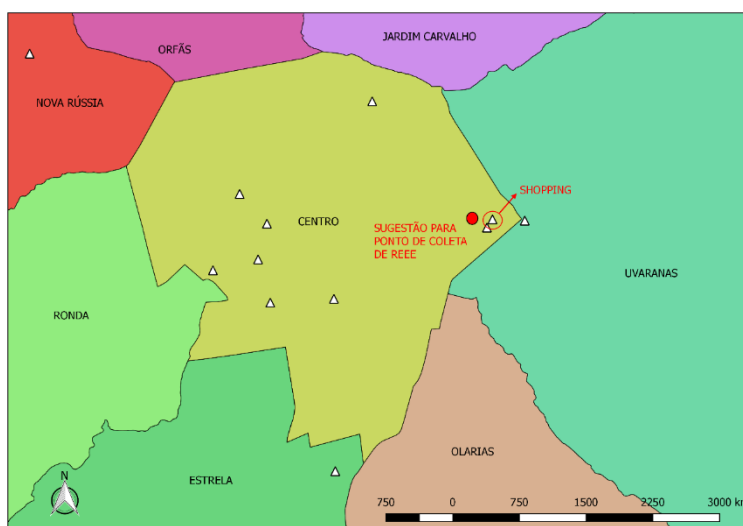 ORFÃS
JARDIM CARVALHO
NOVA RÚSSIA
SHOPPING
CENTRO
SUGESTÃO PARA
PONTO DE COLETA
DE REEE
UVARANAS
RONDA
OLARIAS
ESTRELA
N
750 0 750 1500 2250 3000 km